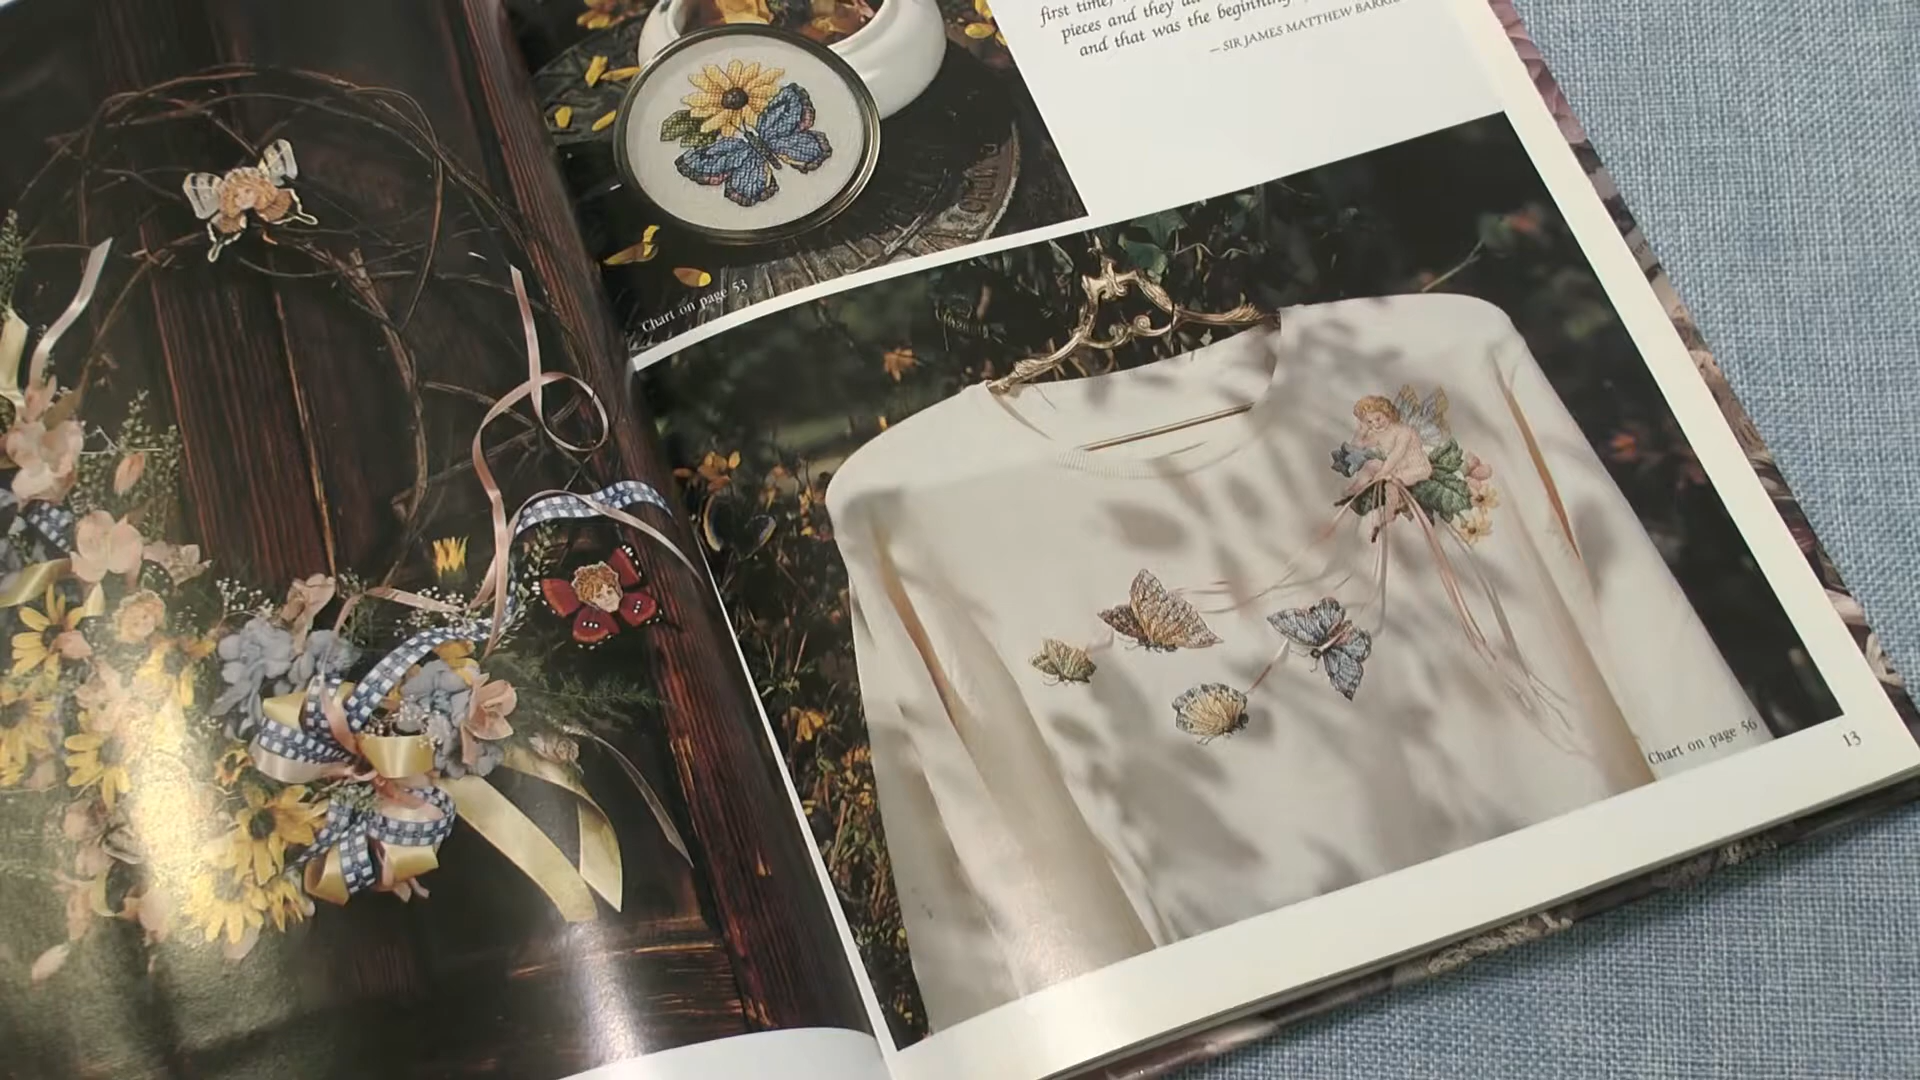 first time,
pieces and they
and that was the beginning
— SIR JAMES MATTHEW BARRIE
Chart on page 53
Chart on page 56
13